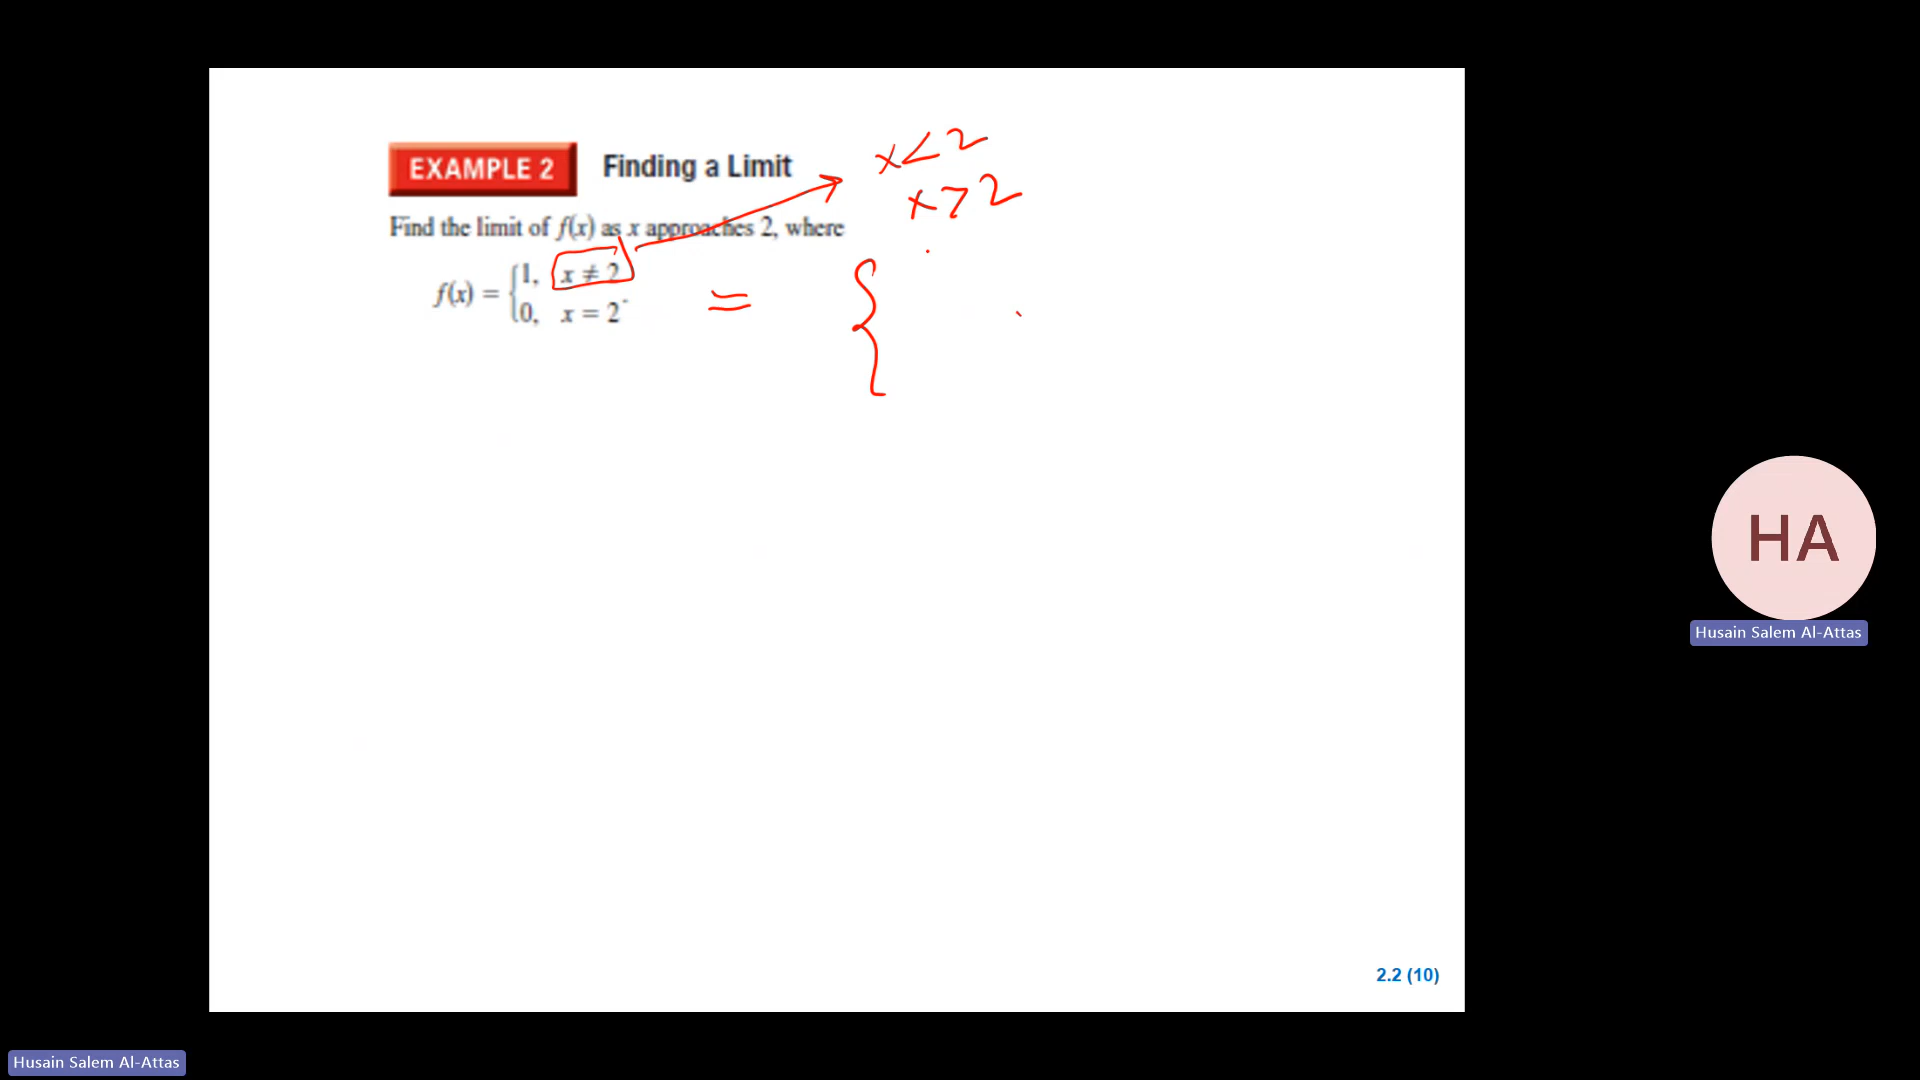 EXAMPLE 2 Finding a Limit
x < 2
x > 2
Find the limit of f(x) as x approaches 2, where
f(x) = { 1, x ≠ 2
0, x = 2 . = {
HA
Husain Salem Al-Attas
2.2 (10)
Husain Salem Al-Attas